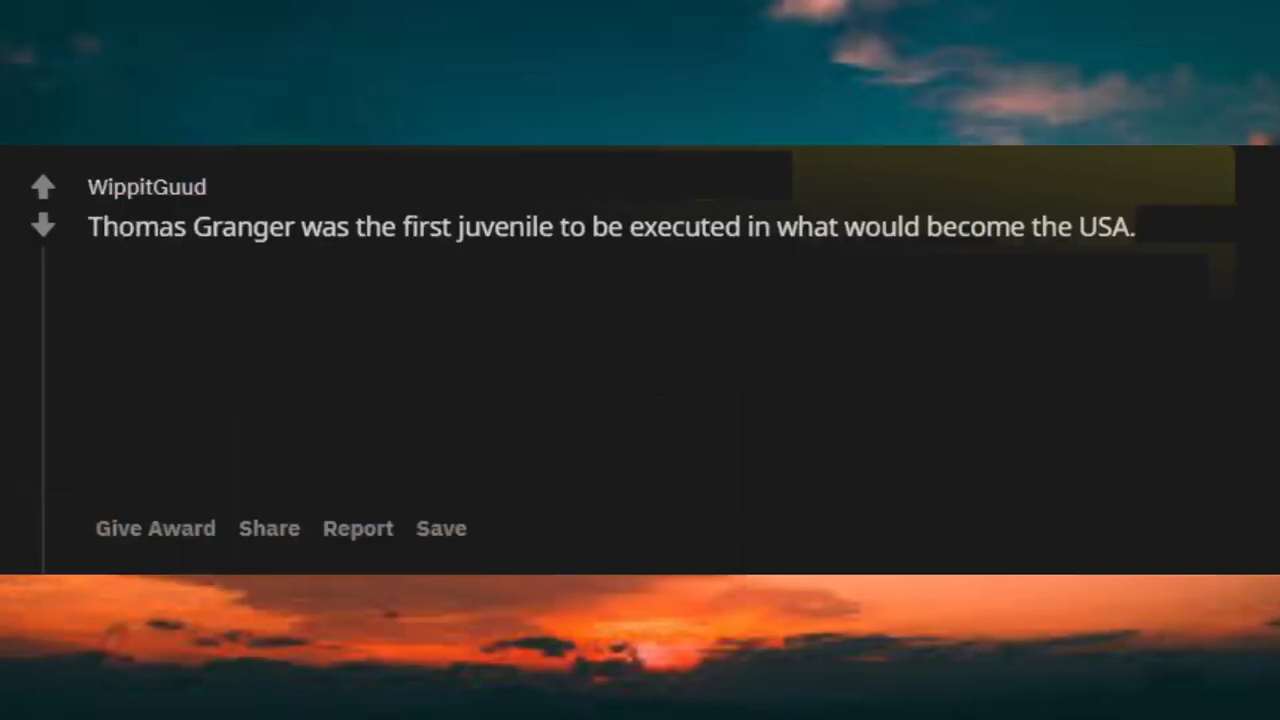 WippitGuud
Thomas Granger was the first juvenile to be executed in what would become the USA.
Give Award Share Report Save